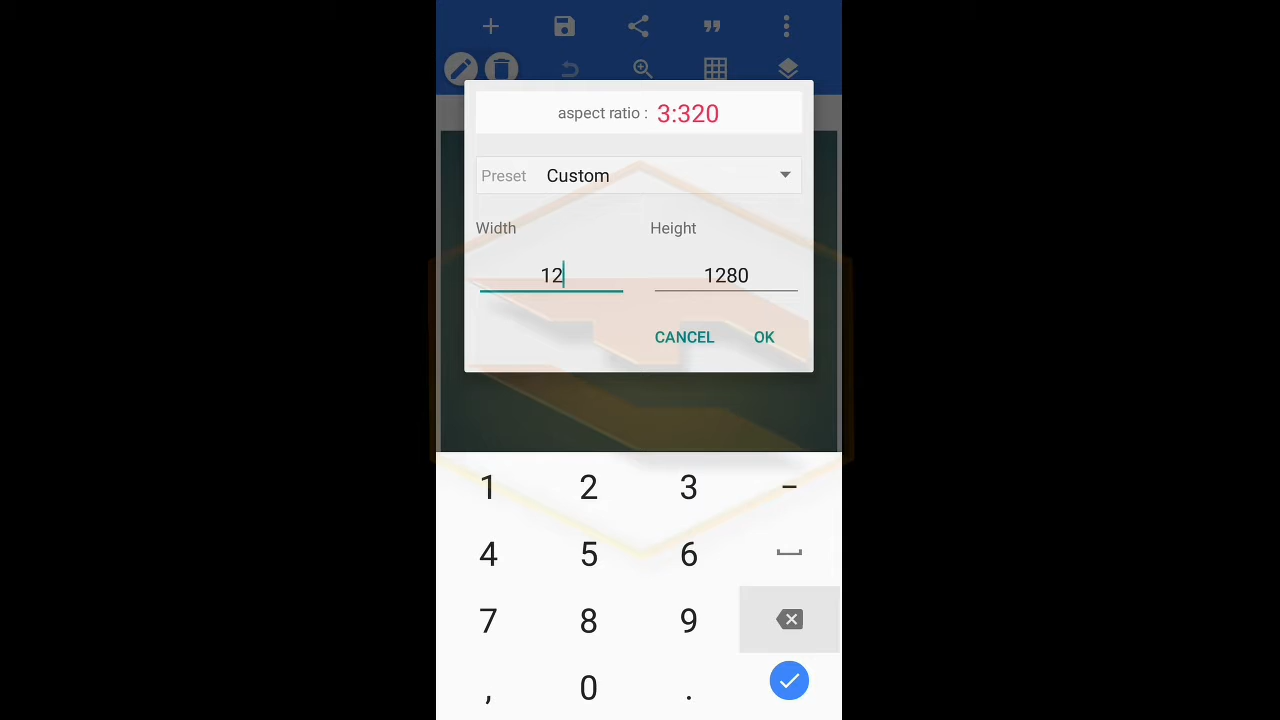 aspect ratio : 3:320
Preset Custom
Width Height
12 1280
CANCEL OK
1 2 3 −
4 5 6
7 8 9
, 0 .